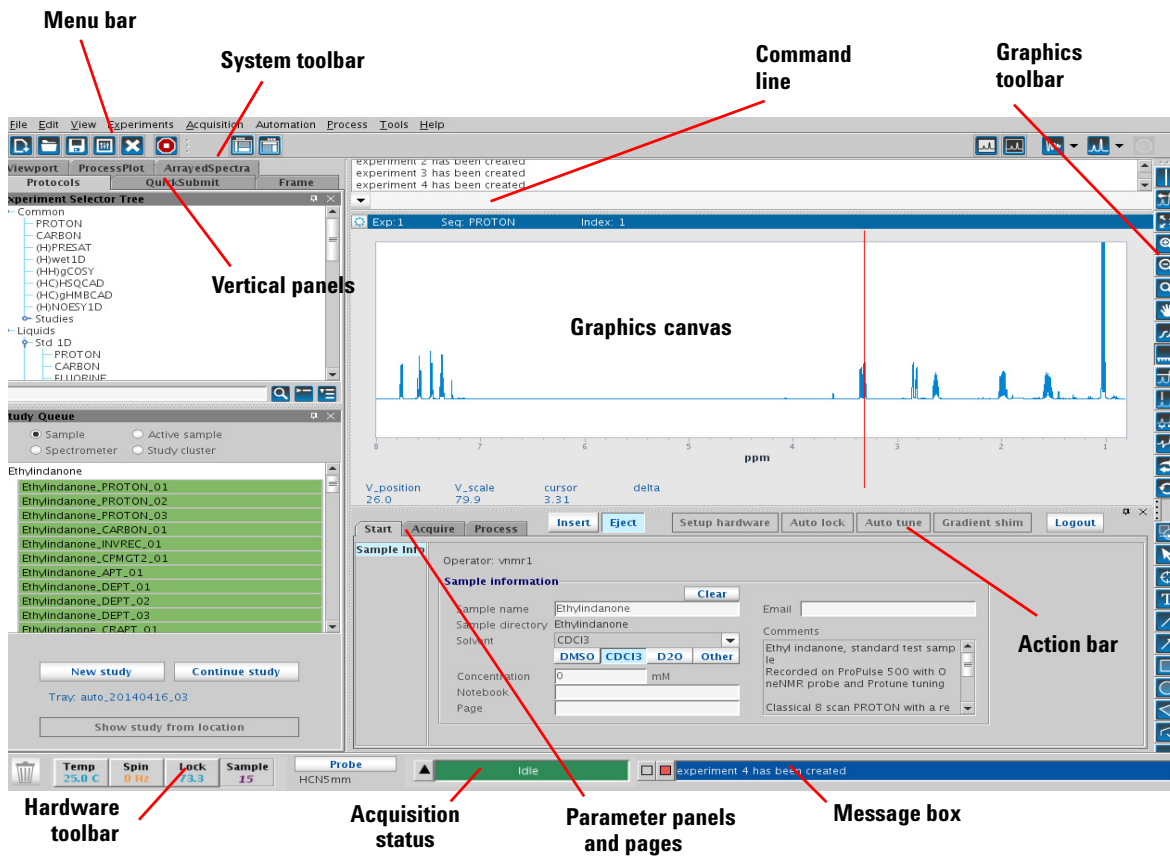 Menu bar
System toolbar
Command
line
Graphics
toolbar
File Edit View Experiments Acquisition Automation Process Tools Help
Viewport ProcessPlot ArrayedSpectra
Protocols QuickSubmit Frame
Experiment Selector Tree
Common
PROTON
CARBON
(H)PRESAT
(H)wet1D
(HH)gCOSY
(HC)HSQCAD
(HC)gHMBCAD
(H)NOESY1D
Studies
Liquids
Std 1D
PROTON
CARBON
FLUORINE
Vertical panels
experiment 2 has been created
experiment 3 has been created
experiment 4 has been created
Exp:1 Seq: PROTON Index: 1
Graphics canvas
8 7 6 5 4 3 2 1
ppm
V_position V_scale cursor delta
26.0 79.9 3.31
Study Queue
Sample Active sample
Spectrometer Study cluster
Ethylindanone
Ethylindanone_PROTON_01
Ethylindanone_PROTON_02
Ethylindanone_PROTON_03
Ethylindanone_CARBON_01
Ethylindanone_INVREC_01
Ethylindanone_CPMGT2_01
Ethylindanone_APT_01
Ethylindanone_DEPT_01
Ethylindanone_DEPT_02
Ethylindanone_DEPT_03
Ethylindanone_CRAPT_01
New study Continue study
Tray: auto_20140416_03
Show study from location
Start Acquire Process Insert Eject Setup hardware Auto lock Auto tune Gradient shim Logout
Sample Info
Operator: vnmr1
Sample information
Clear
Sample name Ethylindanone
Sample directory Ethylindanone
Solvent CDCl3
DMSO CDCl3 D2O Other
Concentration 0 mM
Notebook
Page
Email
Comments
Ethyl indanone, standard test samp
le
Recorded on ProPulse 500 with O
neNMR probe and Protune tuning
Classical 8 scan PROTON with a re
Action bar
Temp Spin Lock Sample
25.0 C 0 Hz 73.3 15
Probe
HCN5mm
Idle
experiment 4 has been created
Hardware
toolbar
Acquisition
status
Parameter panels
and pages
Message box